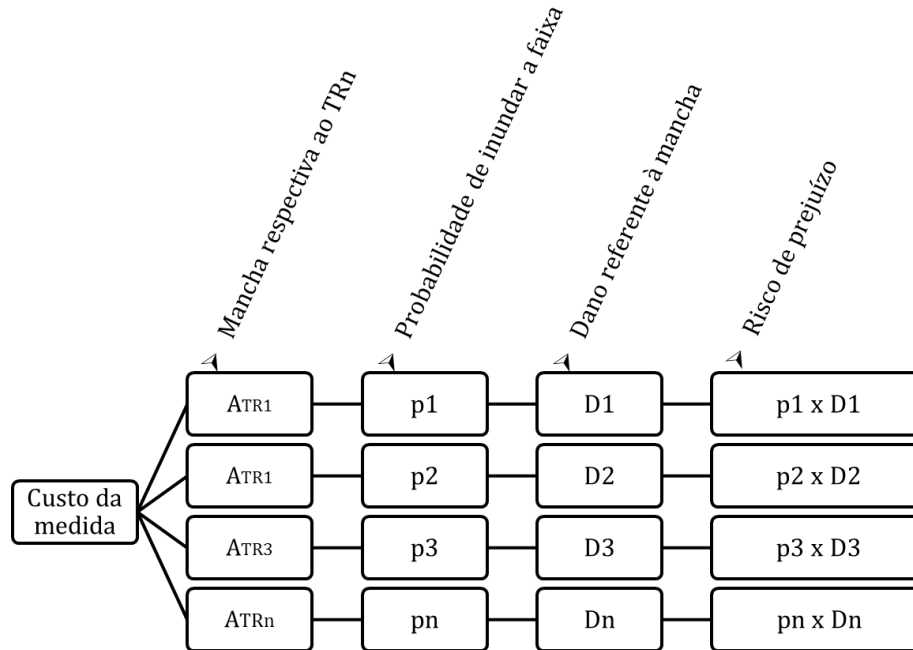 Mancha respectiva ao TRn
Probabilidade de inundar a faixa
Dano referente à mancha
Risco de prejuízo
ATR1
p1
D1
p1 x D1
ATR1
p2
D2
p2 x D2
Custo da
medida
ATR3
p3
D3
p3 x D3
ATRn
pn
Dn
pn x Dn